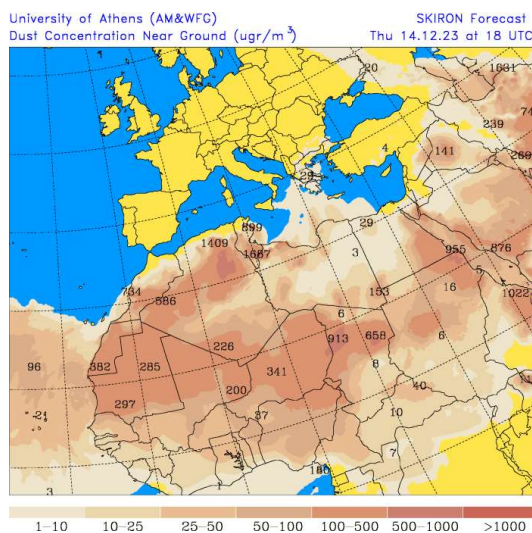 University of Athens (AM&WFG) SKIRON Forecast
Dust Concentration Near Ground (ugr/m³) Thu 14.12.23 at 18 UTC
20 1631
74
239
4 141 269
29
899 29
1409 1687 3 955 876
5
734 586 153 16 1022
6
913 658 6
96 382 285 226 341 8
200 40
297
21 37 10
7
180
3 1
1-10 10-25 25-50 50-100 100-500 500-1000 >1000